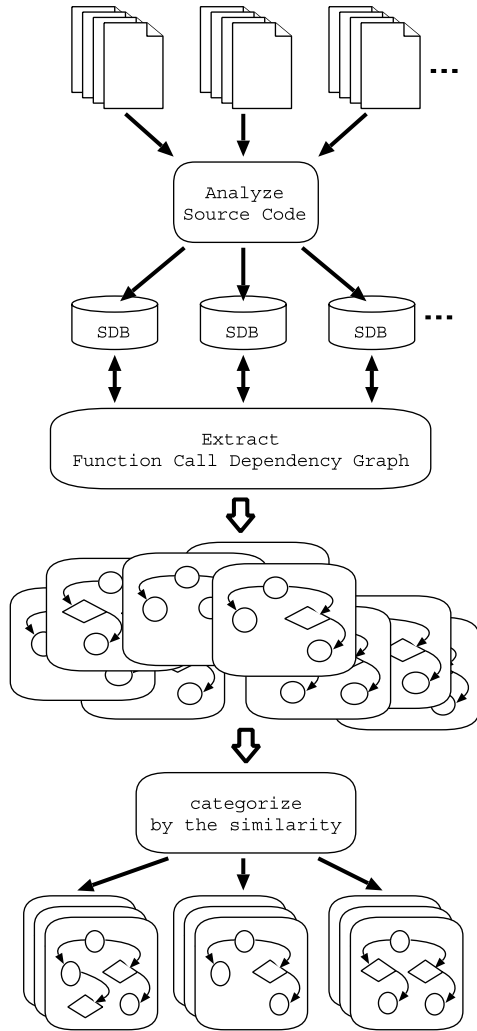 Analyze
Source Code
SDB
SDB
SDB
Extract
Function Call Dependency Graph
categorize
by the similarity